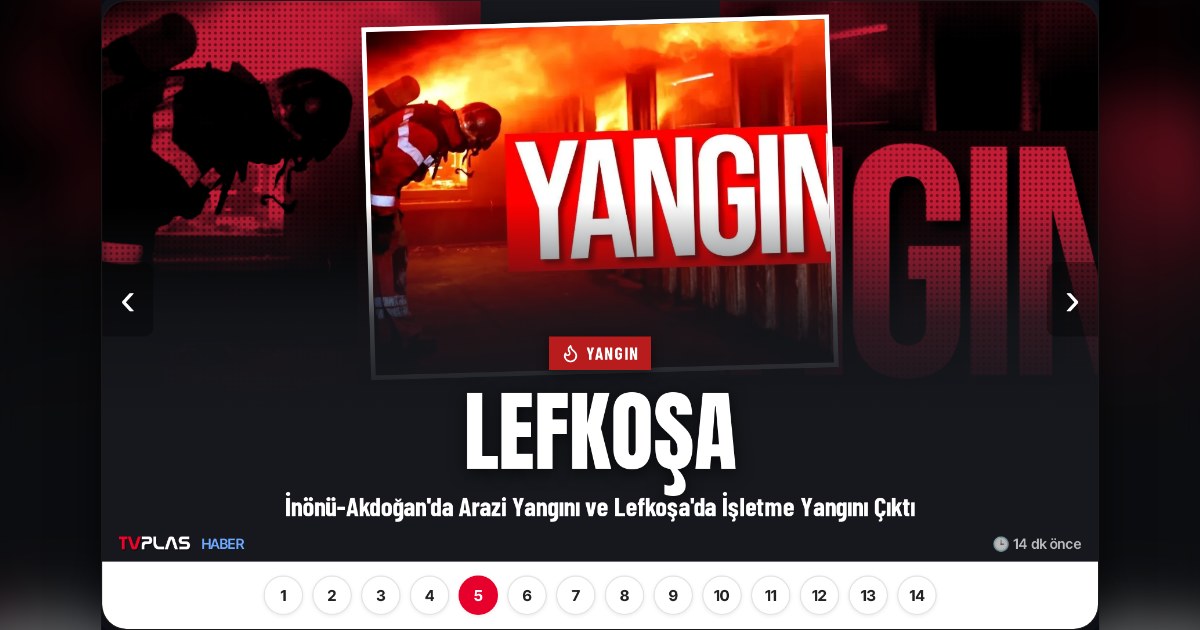 YANGIN
YANGIN
LEFKOŞA
İnönü-Akdoğan'da Arazi Yangını ve Lefkoşa'da İşletme Yangını Çıktı
TVPLAS HABER
14 dk önce
1 2 3 4 5 6 7 8 9 10 11 12 13 14